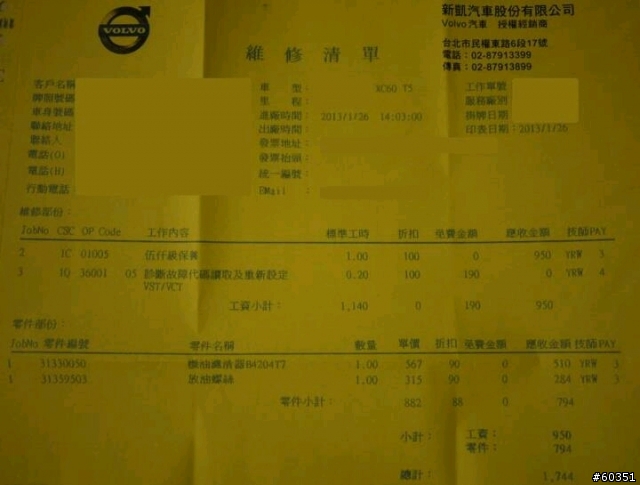 VOLVO
新凱汽車股份有限公司
Volvo汽車 授權經銷商
台北市民權東路6段17號
電話：02-87913399
傳真：02-87913899
維修清單
客戶名稱
牌照號碼
車身號碼
聯絡地址
聯絡人
電話(O)
電話(H)
行動電話：
車 型： XC60 T5
里 程：
進廠時間： 2013/1/26 14:03:00
出廠時間：
發票地址：
發票抬頭：
統一編號：
EMail ：
工作單號
服務廠別
掛牌日期
印表日期：2013/1/26
維修部份：
JobNo CSC OP Code 工作內容 標準工時 折扣 免費金額 應收金額 技師 PAY
2 1C 01005 伍仟級保養 1.00 100 0 950 YRW 3
3 1Q 36001 05 診斷故障代碼讀取及重新設定 0.20 100 190 0 YRW 4
VST/VCT
工資小計： 1,140 0 190 950
零件部份：
JobNo 零件編號 零件名稱 數量 單價 折扣 免費金額 應收金額 技師 PAY
1 31330050 機油濾清器B4204T7 1.00 567 90 0 510 YRW 3
1 31359503 放油螺絲 1.00 315 90 0 284 YRW 3
零件小計： 882 88 0 794
小計： 工資： 950
零件： 794
總計： 1,744
#60351